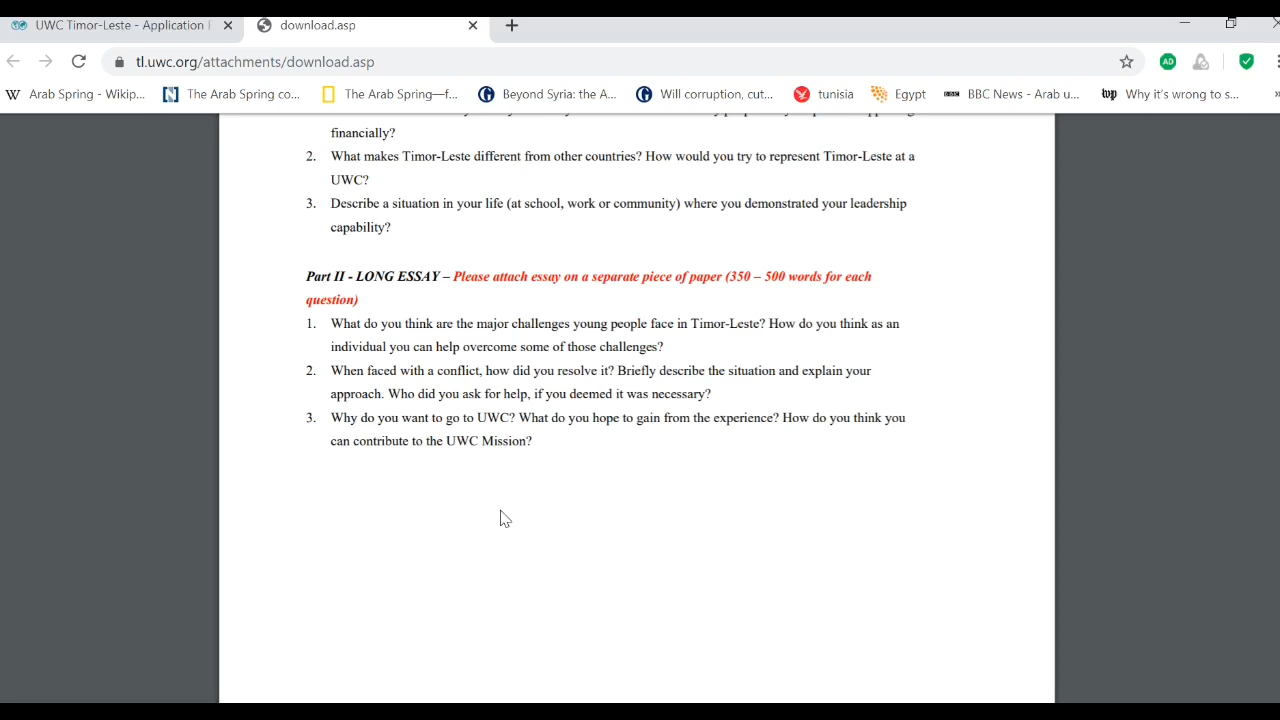 UWC Timor-Leste - Application
download.asp
tl.uwc.org/attachments/download.asp
AD
W Arab Spring - Wikip... N The Arab Spring co... The Arab Spring—f... Beyond Syria: the A... Will corruption, cut... tunisia Egypt BBC BBC News - Arab u... wp Why it's wrong to s... »
financially?
2. What makes Timor-Leste different from other countries? How would you try to represent Timor-Leste at a
UWC?
3. Describe a situation in your life (at school, work or community) where you demonstrated your leadership
capability?
Part II - LONG ESSAY – Please attach essay on a separate piece of paper (350 – 500 words for each
question)
1. What do you think are the major challenges young people face in Timor-Leste? How do you think as an
individual you can help overcome some of those challenges?
2. When faced with a conflict, how did you resolve it? Briefly describe the situation and explain your
approach. Who did you ask for help, if you deemed it was necessary?
3. Why do you want to go to UWC? What do you hope to gain from the experience? How do you think you
can contribute to the UWC Mission?